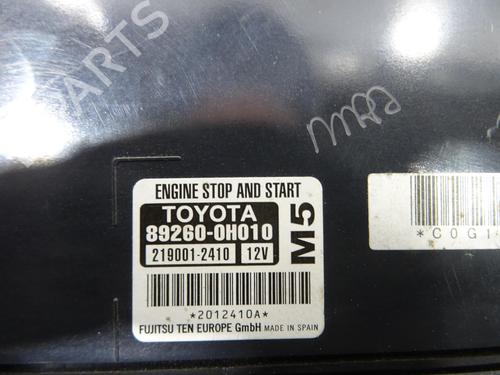 B-PARTS
ENGINE STOP AND START
TOYOTA
89260-0H010
219001-2410 12V
M5
*2012410A*
FUJITSU TEN EUROPE GmbH MADE IN SPAIN